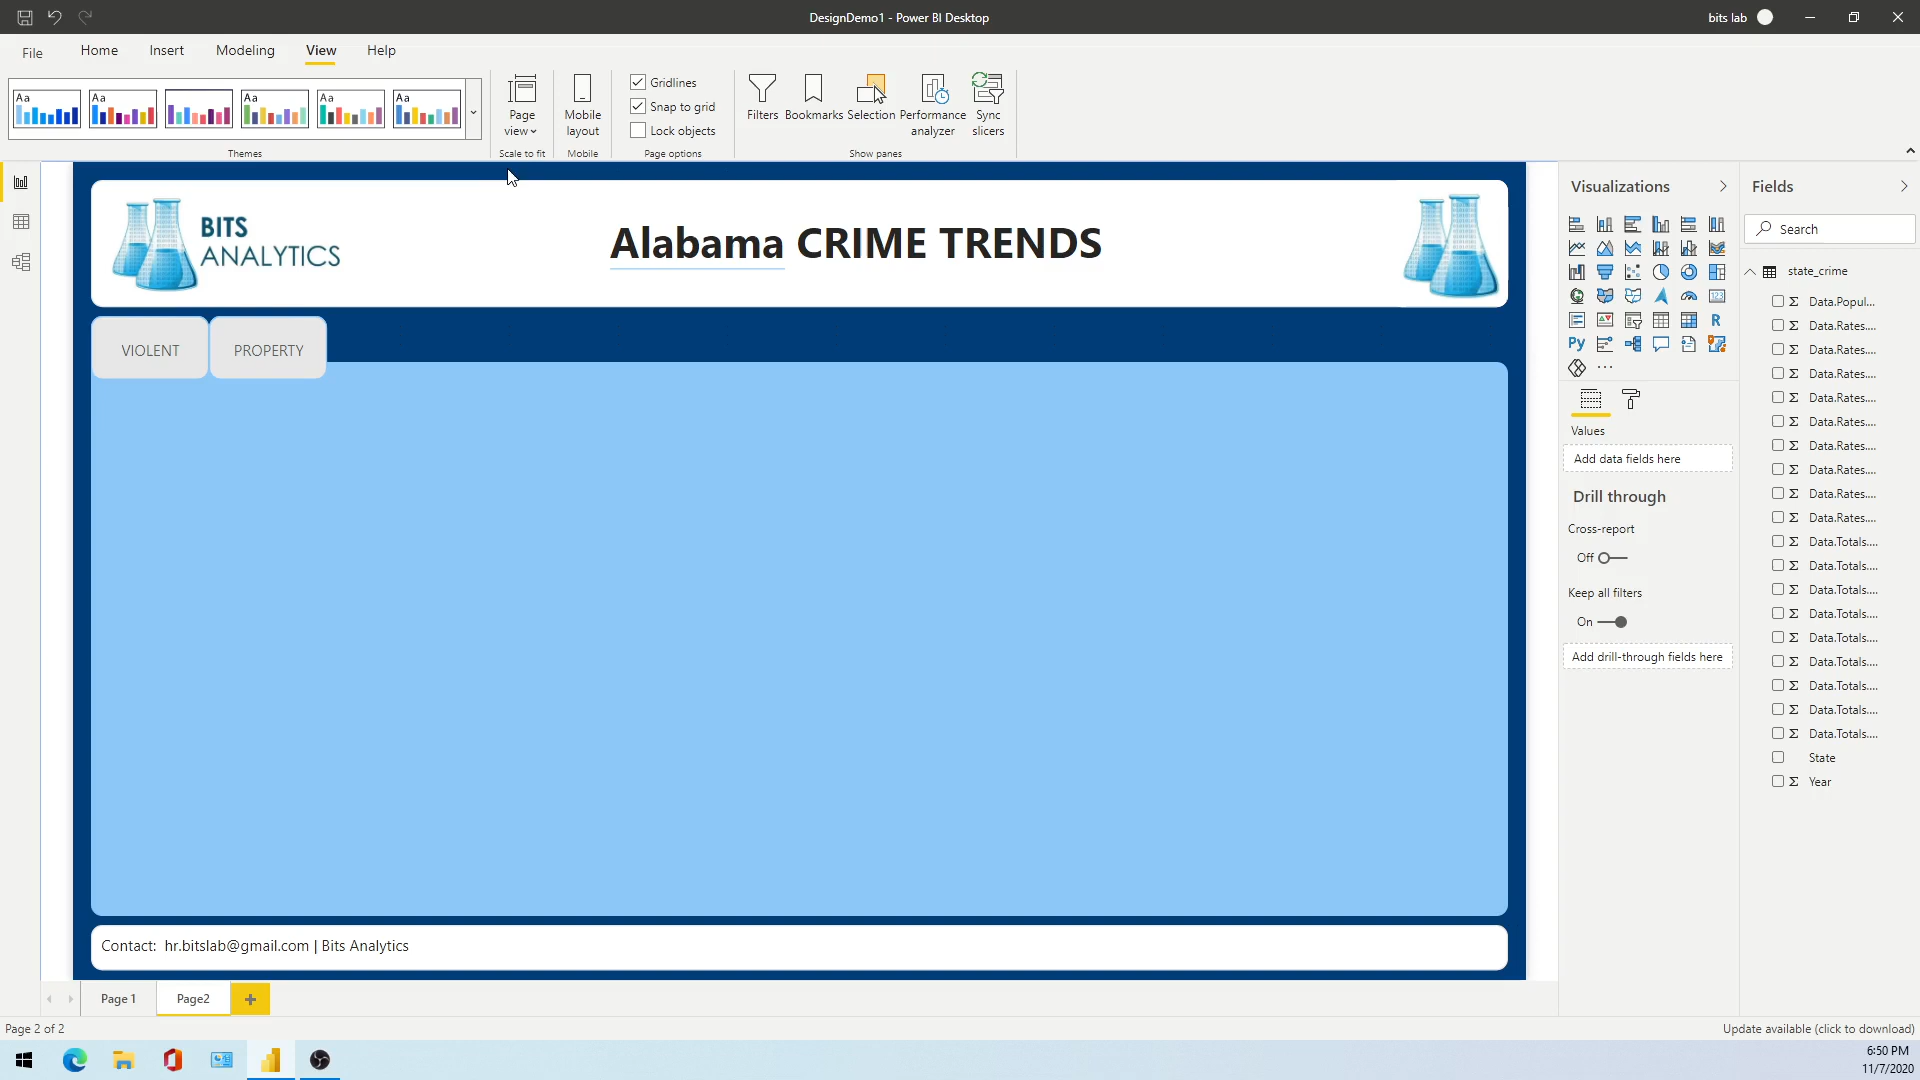 DesignDemo1 - Power BI Desktop
bits lab
File
Home
Insert
Modeling
View
Help
Aa
Aa
Aa
Aa
Aa
Page view
Mobile layout
Gridlines
Snap to grid
Lock objects
Filters
Bookmarks
Selection
Performance analyzer
Sync slicers
Themes
Scale to fit
Mobile
Page options
Show panes
BITS
ANALYTICS
Alabama CRIME TRENDS
VIOLENT
PROPERTY
Contact: hr.bitslab@gmail.com | Bits Analytics
Page 1
Page2
+
Page 2 of 2
Visualizations
123
R
Py
Values
Add data fields here
Drill through
Cross-report
Off
Keep all filters
On
Add drill-through fields here
Fields
Search
state_crime
Σ Data.Popul...
Σ Data.Rates....
Σ Data.Rates....
Σ Data.Rates....
Σ Data.Rates....
Σ Data.Rates....
Σ Data.Rates....
Σ Data.Rates....
Σ Data.Rates....
Σ Data.Rates....
Σ Data.Totals....
Σ Data.Totals....
Σ Data.Totals....
Σ Data.Totals....
Σ Data.Totals....
Σ Data.Totals....
Σ Data.Totals....
Σ Data.Totals....
Σ Data.Totals....
State
Σ Year
Update available (click to download)
6:50 PM
11/7/2020